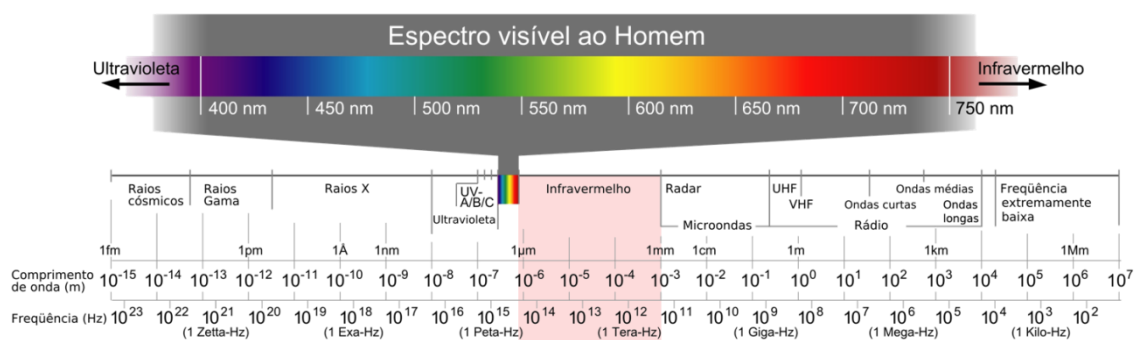 Espectro visível ao Homem
Ultravioleta
Infravermelho
400 nm 450 nm 500 nm 550 nm 600 nm 650 nm 700 nm 750 nm
Raios cósmicos
Raios Gama
Raios X
UV-A/B/C
Ultravioleta
Infravermelho
Radar
Microondas
UHF
VHF
Ondas médias
Ondas curtas
Ondas longas
Rádio
Freqüência extremamente baixa
1fm 1pm 1Å 1nm 1µm 1mm 1cm 1m 1km 1Mm
Comprimento de onda (m) 10⁻¹⁵ 10⁻¹⁴ 10⁻¹³ 10⁻¹² 10⁻¹¹ 10⁻¹⁰ 10⁻⁹ 10⁻⁸ 10⁻⁷ 10⁻⁶ 10⁻⁵ 10⁻⁴ 10⁻³ 10⁻² 10⁻¹ 10⁰ 10¹ 10² 10³ 10⁴ 10⁵ 10⁶ 10⁷
Freqüência (Hz) 10²³ 10²² 10²¹ 10²⁰ 10¹⁹ 10¹⁸ 10¹⁷ 10¹⁶ 10¹⁵ 10¹⁴ 10¹³ 10¹² 10¹¹ 10¹⁰ 10⁹ 10⁸ 10⁷ 10⁶ 10⁵ 10⁴ 10³ 10²
(1 Zetta-Hz) (1 Exa-Hz) (1 Peta-Hz) (1 Tera-Hz) (1 Giga-Hz) (1 Mega-Hz) (1 Kilo-Hz)